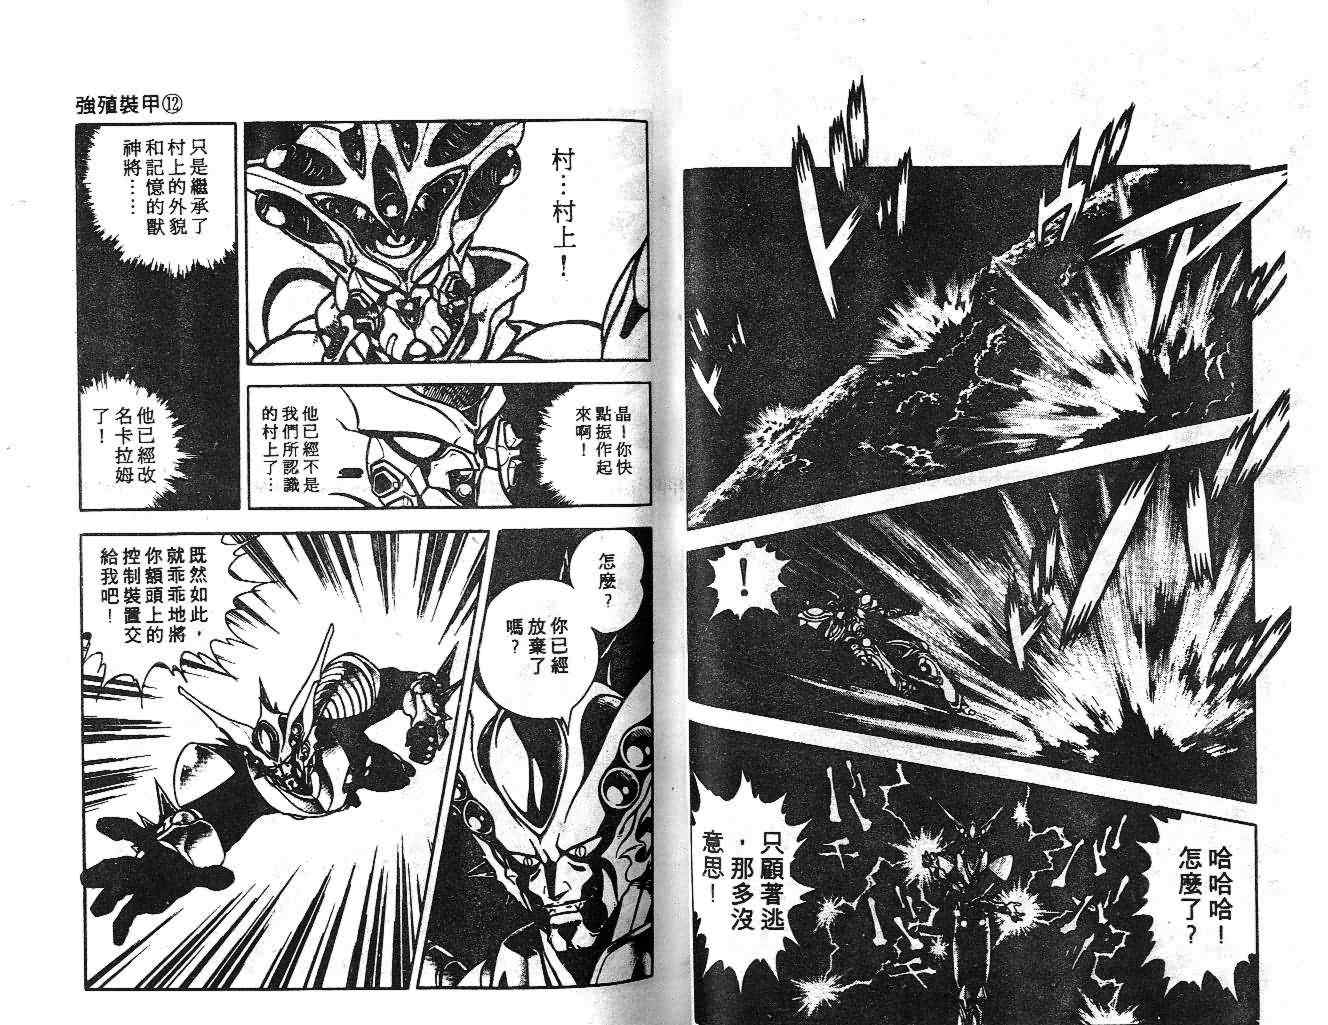 !
哈哈哈!
怎麼了?
只顧著逃
,那多沒
意思!
強殖裝甲⑫
村…村上!
只是繼承了
村上的外貌
和記憶的獸
神將……
他已經改
名卡拉姆
了!
晶!你快
點振作起
來啊!
他已經不是
我們所認識
的村上了…
怎麼?
你已經
放棄了
嗎?
既然如此,
就乖乖地將
你額頭上的
控制裝置交
給我吧!